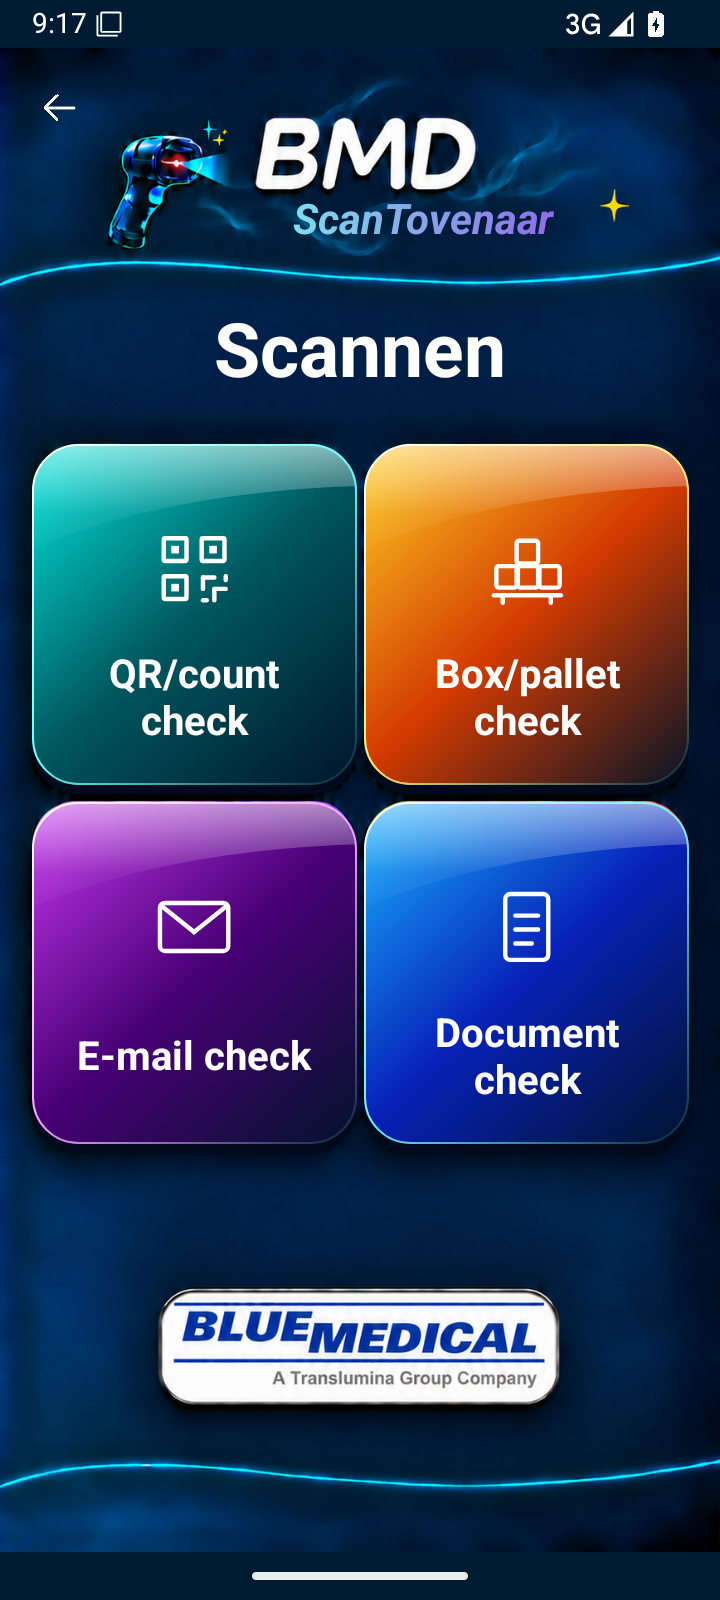 9:17
3G
BMD
ScanTovenaar
Scannen
QR/count
check
Box/pallet
check
E-mail check
Document
check
BLUEMEDICAL
A Translumina Group Company